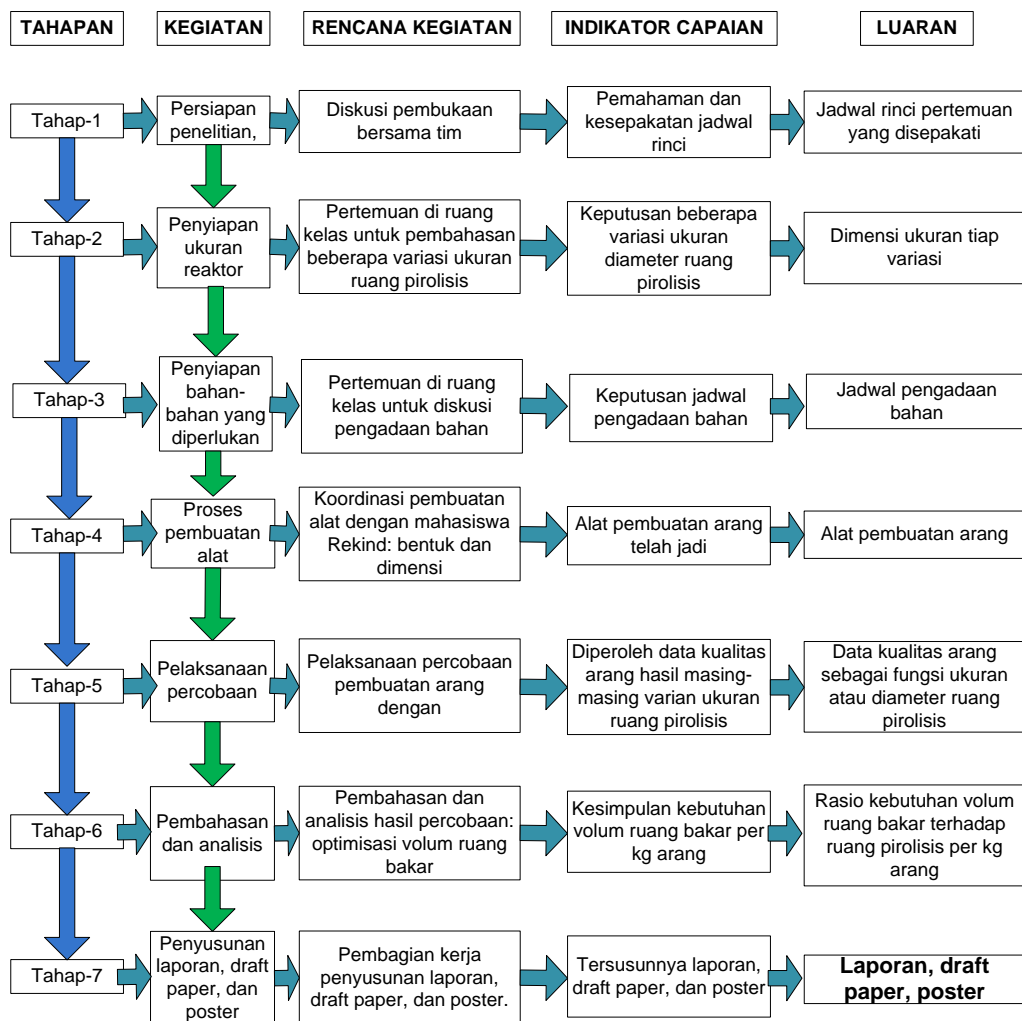 TAHAPAN
KEGIATAN
RENCANA KEGIATAN
INDIKATOR CAPAIAN
LUARAN
Tahap-1
Persiapan
penelitian,
Diskusi pembukaan
bersama tim
Pemahaman dan
kesepakatan jadwal
rinci
Jadwal rinci pertemuan
yang disepakati
Tahap-2
Penyiapan
ukuran
reaktor
Pertemuan di ruang
kelas untuk pembahasan
beberapa variasi ukuran
ruang pirolisis
Keputusan beberapa
variasi ukuran
diameter ruang
pirolisis
Dimensi ukuran tiap
variasi
Tahap-3
Penyiapan
bahan-
bahan yang
diperlukan
Pertemuan di ruang
kelas untuk diskusi
pengadaan bahan
Keputusan jadwal
pengadaan bahan
Jadwal pengadaan
bahan
Tahap-4
Proses
pembuatan
alat
Koordinasi pembuatan
alat dengan mahasiswa
Rekind: bentuk dan
dimensi
Alat pembuatan arang
telah jadi
Alat pembuatan arang
Tahap-5
Pelaksanaan
percobaan
Pelaksanaan percobaan
pembuatan arang
dengan
Diperoleh data kualitas
arang hasil masing-
masing varian ukuran
ruang pirolisis
Data kualitas arang
sebagai fungsi ukuran
atau diameter ruang
pirolisis
Tahap-6
Pembahasan
dan analisis
Pembahasan dan
analisis hasil percobaan:
optimisasi volum ruang
bakar
Kesimpulan kebutuhan
volum ruang bakar per
kg arang
Rasio kebutuhan volum
ruang bakar terhadap
ruang pirolisis per kg
arang
Tahap-7
Penyusunan
laporan, draft
paper, dan
poster
Pembagian kerja
penyusunan laporan,
draft paper, dan poster.
Tersusunnya laporan,
draft paper, dan poster
Laporan, draft
paper, poster